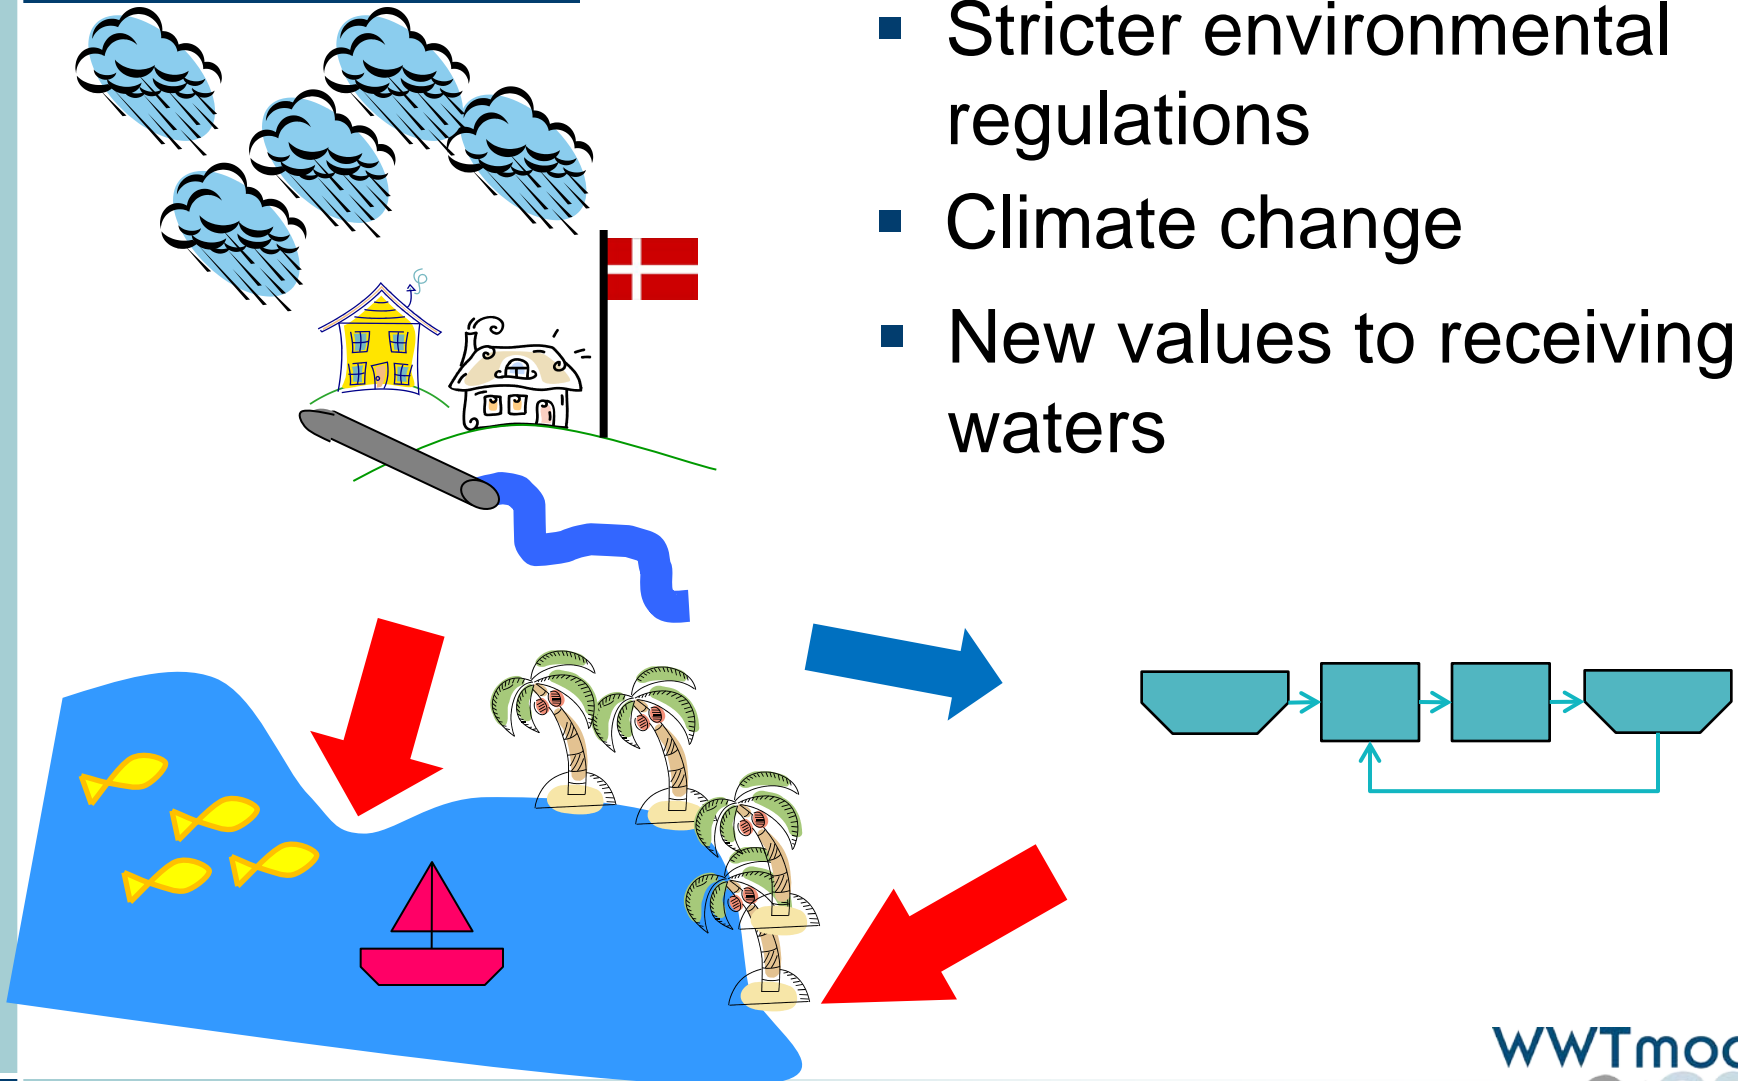 Stricter environmental
regulations
Climate change
New values to receiving
waters
WWTmod